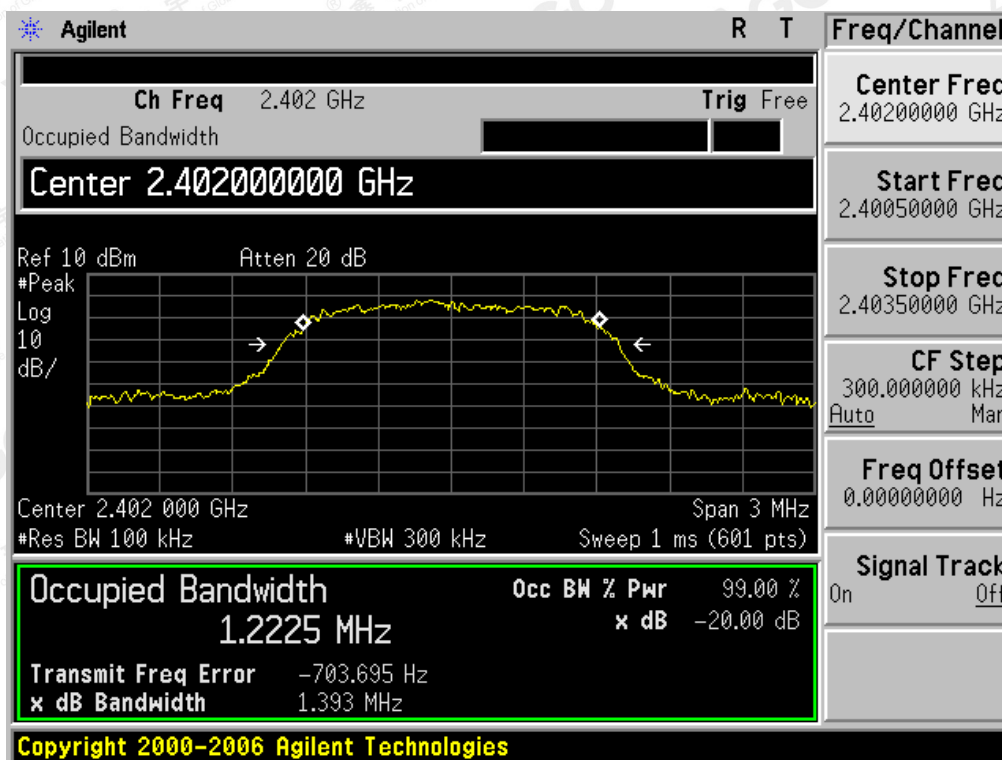 Agilent R T Freq/Channel
Ch Freq 2.402 GHz Trig Free
Occupied Bandwidth
Center 2.402000000 GHz
Ref 10 dBm Atten 20 dB
#Peak
Log
10
dB/
Center 2.402 000 GHz Span 3 MHz
#Res BW 100 kHz #VBW 300 kHz Sweep 1 ms (601 pts)
Occupied Bandwidth
1.2225 MHz
Occ BW % Pwr 99.00 %
x dB -20.00 dB
Transmit Freq Error -703.695 Hz
x dB Bandwidth 1.393 MHz
Copyright 2000-2006 Agilent Technologies
Center Freq
2.40200000 GHz
Start Freq
2.40050000 GHz
Stop Freq
2.40350000 GHz
CF Step
300.000000 kHz
Auto Man
Freq Offset
0.00000000 Hz
Signal Track
On Off